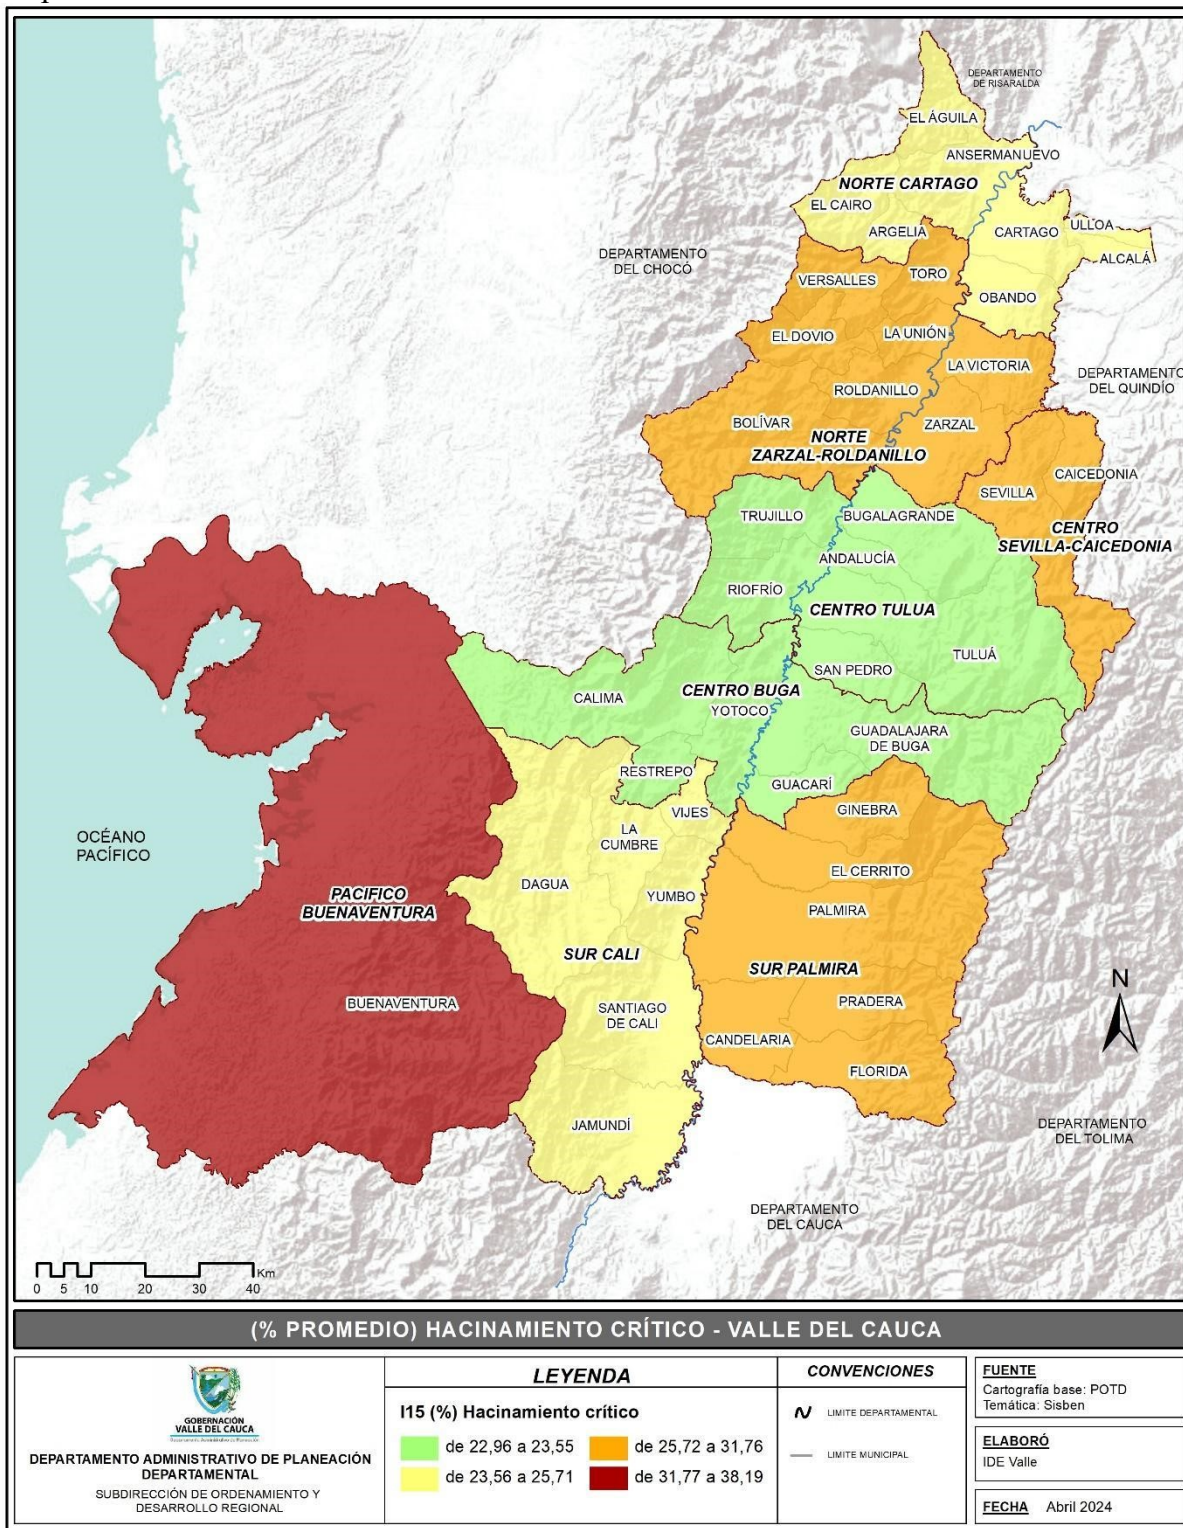 DEPARTAMENTO
DE RISARALDA
EL ÁGUILA
ANSERMANUEVO
NORTE CARTAGO
EL CAIRO
ARGELIA
CARTAGO
ULLOA
ALCALÁ
DEPARTAMENTO
DEL CHOCÓ
VERSALLES
TORO
OBANDO
EL DOVIO
LA UNIÓN
LA VICTORIA
DEPARTAMENTO
DEL QUINDÍO
ROLDANILLO
BOLÍVAR
ZARZAL
NORTE
ZARZAL-ROLDANILLO
CAICEDONIA
SEVILLA
CENTRO
SEVILLA-CAICEDONIA
TRUJILLO
BUGALAGRANDE
ANDALUCÍA
RIOFRÍO
CENTRO TULUA
TULUÁ
SAN PEDRO
CALIMA
CENTRO BUGA
YOTOCO
GUADALAJARA
DE BUGA
RESTREPO
GUACARÍ
VIJES
GINEBRA
OCÉANO
PACÍFICO
LA
CUMBRE
EL CERRITO
DAGUA
YUMBO
PALMIRA
PACIFICO
BUENAVENTURA
SUR CALI
SUR PALMIRA
N
BUENAVENTURA
SANTIAGO
DE CALI
PRADERA
CANDELARIA
FLORIDA
JAMUNDÍ
DEPARTAMENTO
DEL TOLIMA
DEPARTAMENTO
DEL CAUCA
Km
0 5 10 20 30 40
(% PROMEDIO) HACINAMIENTO CRÍTICO - VALLE DEL CAUCA
GOBERNACIÓN
VALLE DEL CAUCA
Departamento Administrativo de Planeación
DEPARTAMENTO ADMINISTRATIVO DE PLANEACIÓN
DEPARTAMENTAL
SUBDIRECCIÓN DE ORDENAMIENTO Y
DESARROLLO REGIONAL
LEYENDA
I15 (%) Hacinamiento crítico
de 22,96 a 23,55
de 25,72 a 31,76
de 23,56 a 25,71
de 31,77 a 38,19
CONVENCIONES
LIMITE DEPARTAMENTAL
LIMITE MUNICIPAL
FUENTE
Cartografía base: POTD
Temática: Sisben
ELABORÓ
IDE Valle
FECHA Abril 2024